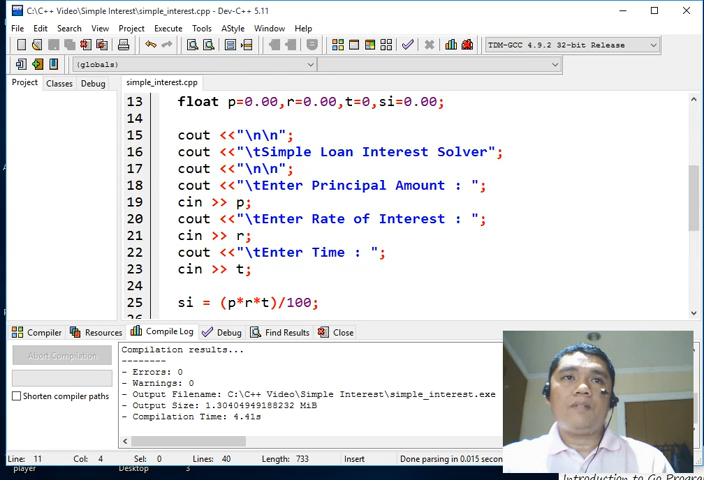 C:\C++ Video\Simple Interest\simple_interest.cpp - Dev-C++ 5.11
File Edit Search View Project Execute Tools AStyle Window Help
TDM-GCC 4.9.2 32-bit Release
(globals)
Project Classes Debug simple_interest.cpp
13 float p=0.00,r=0.00,t=0,si=0.00;
14
15 cout <<"\n\n";
16 cout <<"\tSimple Loan Interest Solver";
17 cout <<"\n\n";
18 cout <<"\tEnter Principal Amount : ";
19 cin >> p;
20 cout <<"\tEnter Rate of Interest : ";
21 cin >> r;
22 cout <<"\tEnter Time : ";
23 cin >> t;
24
25 si = (p*r*t)/100;
Compiler Resources Compile Log Debug Find Results Close
Abort Compilation
Shorten compiler paths
Compilation results...
--------
- Errors: 0
- Warnings: 0
- Output Filename: C:\C++ Video\Simple Interest\simple_interest.exe
- Output Size: 1.30404949188232 MiB
- Compilation Time: 4.41s
Line: 11 Col: 4 Sel: 0 Lines: 40 Length: 733 Insert Done parsing in 0.015 secon
player Desktop 3
Introduction to Go Progra